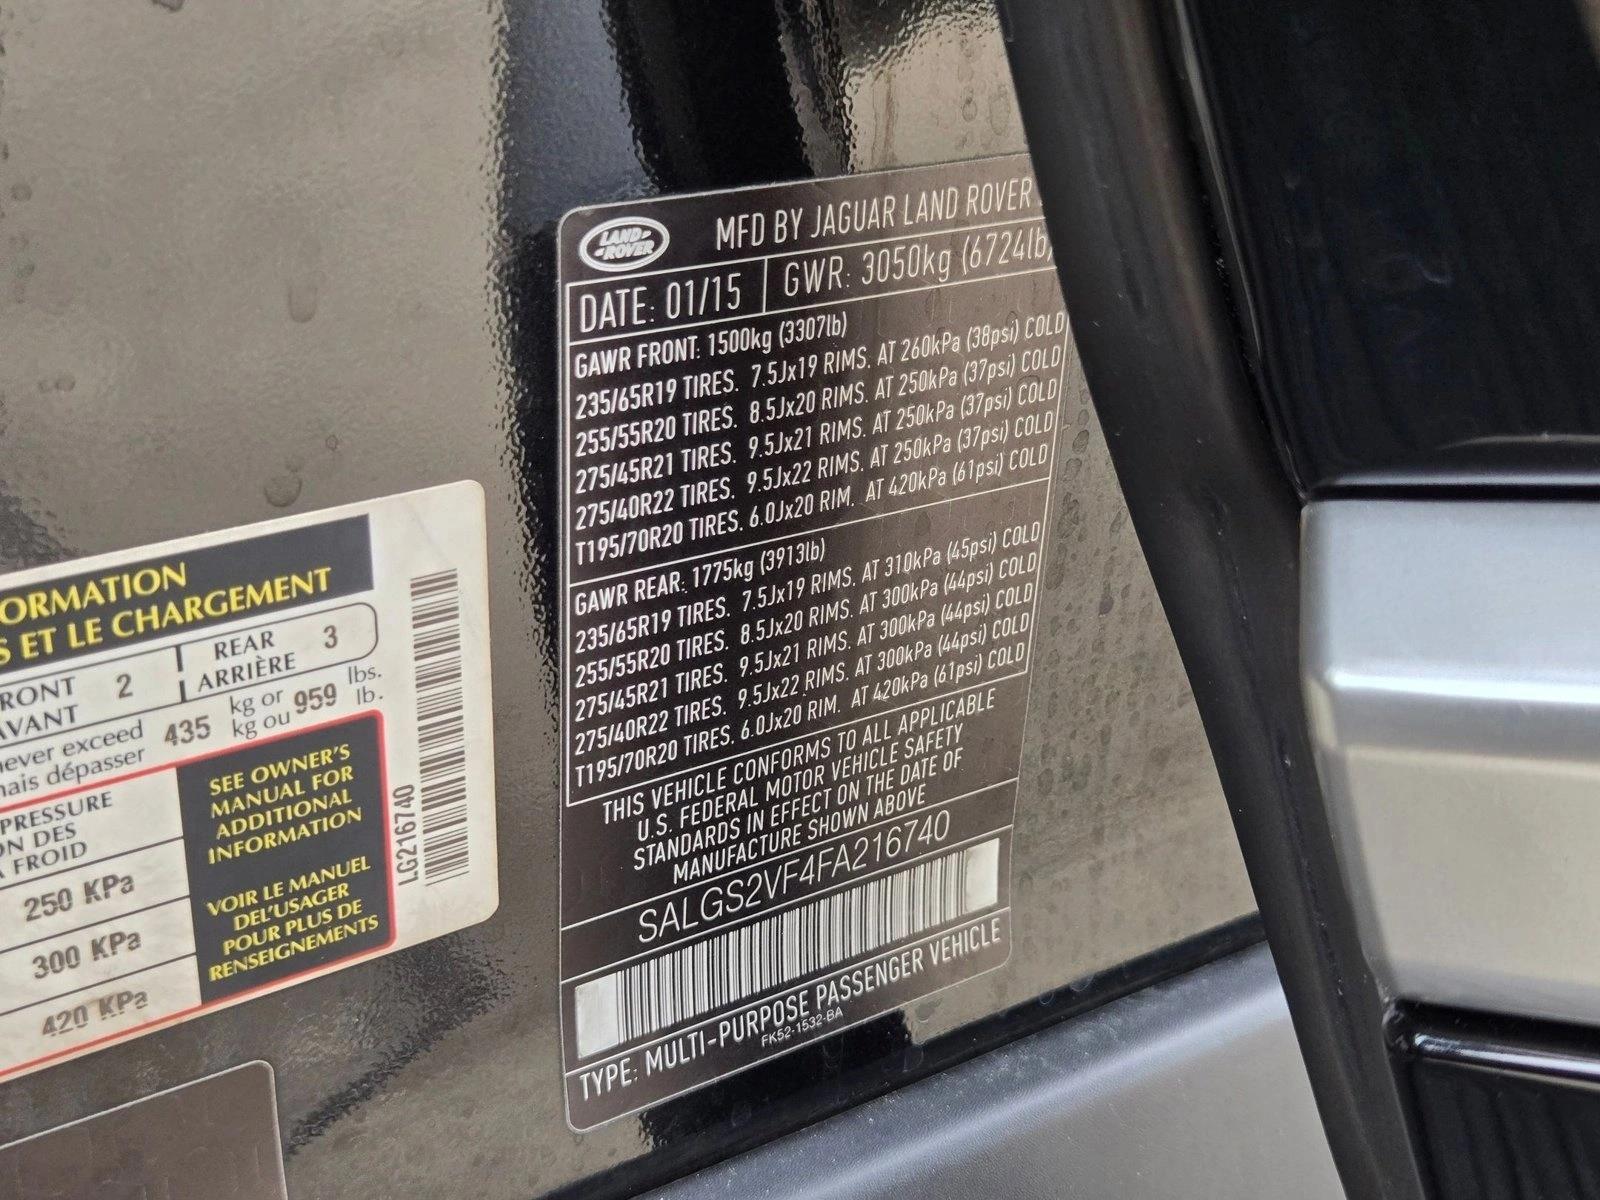 ORMATION
S ET LE CHARGEMENT
RONT
AVANT
2
REAR
ARRIÈRE
3
never exceed
mais dépasser
435
kg or
kg ou
959
lbs.
lb.
PRESSURE
ON DES
FROID
250 KPa
300 KPa
420 KPa
SEE OWNER'S
MANUAL FOR
ADDITIONAL
INFORMATION
VOIR LE MANUEL
DEL'USAGER
POUR PLUS DE
RENSEIGNEMENTS
LG216740
LAND-
-ROVER
MFD BY JAGUAR LAND ROVER
DATE: 01/15 GWR: 3050kg (6724lb)
GAWR FRONT: 1500kg (3307lb)
235/65R19 TIRES. 7.5Jx19 RIMS. AT 260kPa (38psi) COLD
255/55R20 TIRES. 8.5Jx20 RIMS. AT 250kPa (37psi) COLD
275/45R21 TIRES. 9.5Jx21 RIMS. AT 250kPa (37psi) COLD
275/40R22 TIRES. 9.5Jx22 RIMS. AT 250kPa (37psi) COLD
T195/70R20 TIRES. 6.0Jx20 RIM. AT 420kPa (61psi) COLD
GAWR REAR: 1775kg (3913lb)
235/65R19 TIRES. 7.5Jx19 RIMS. AT 310kPa (45psi) COLD
255/55R20 TIRES. 8.5Jx20 RIMS. AT 300kPa (44psi) COLD
275/45R21 TIRES. 9.5Jx21 RIMS. AT 300kPa (44psi) COLD
275/40R22 TIRES. 9.5Jx22 RIMS. AT 300kPa (44psi) COLD
T195/70R20 TIRES. 6.0Jx20 RIM. AT 420kPa (61psi) COLD
THIS VEHICLE CONFORMS TO ALL APPLICABLE
U.S. FEDERAL MOTOR VEHICLE SAFETY
STANDARDS IN EFFECT ON THE DATE OF
MANUFACTURE SHOWN ABOVE
SALGS2VF4FA216740
TYPE: MULTI-PURPOSE PASSENGER VEHICLE
FK52-1532-BA